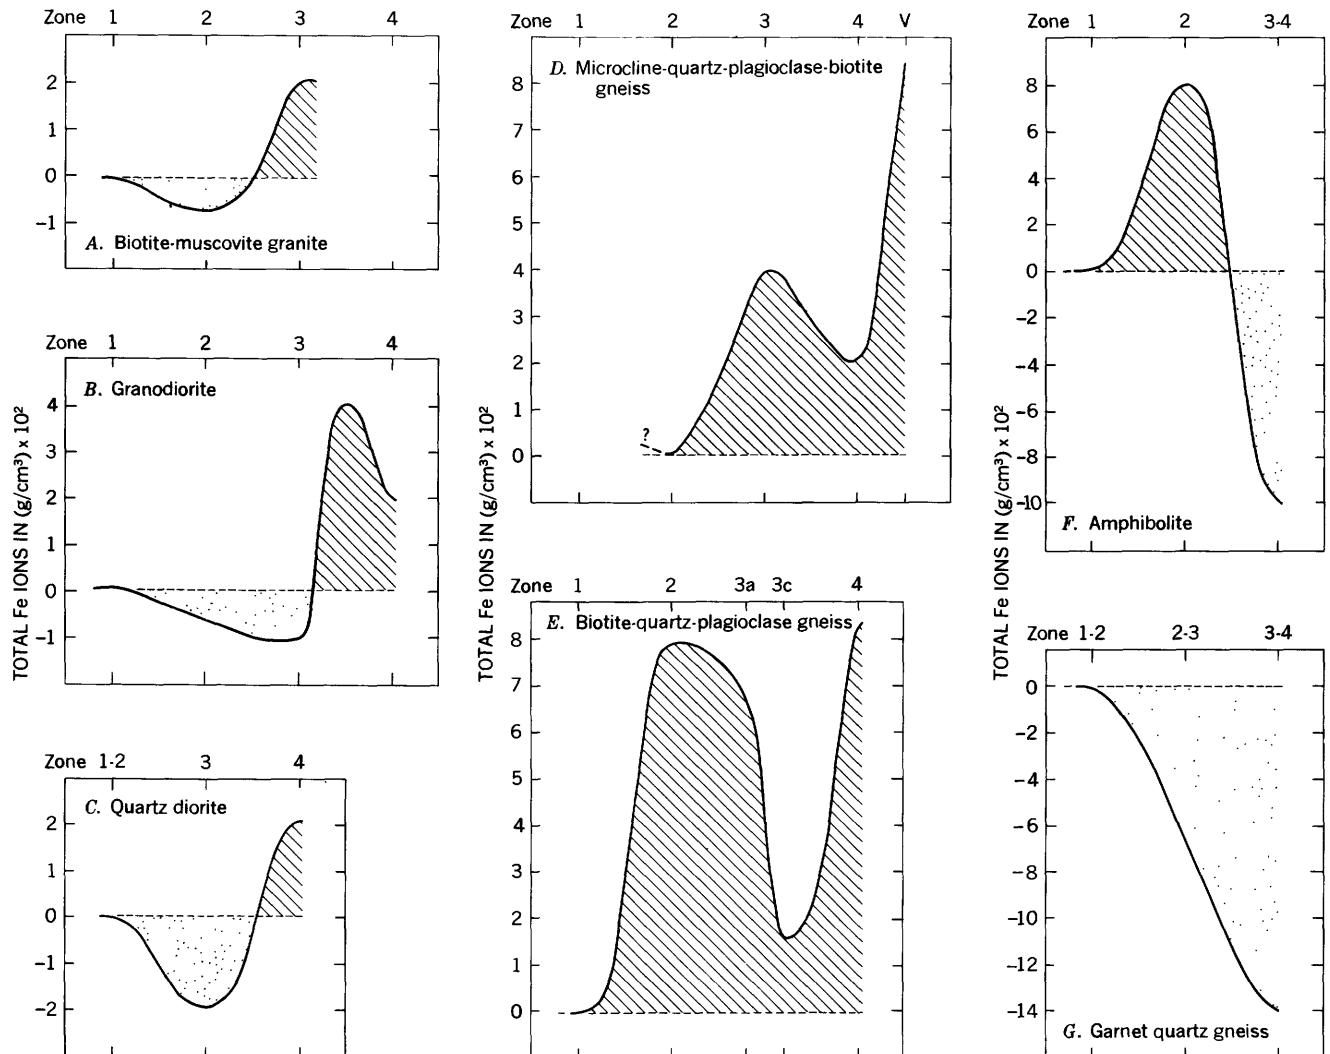 Zone 1 2 3 4
2
1
0
−1
A. Biotite-muscovite granite
Zone 1 2 3 4
B. Granodiorite
4
3
2
1
0
−1
TOTAL Fe IONS IN (g/cm³) x 10²
Zone 1-2 3 4
C. Quartz diorite
2
1
0
−1
−2
Zone 1 2 3 4 V
D. Microcline-quartz-plagioclase-biotite
gneiss
8
7
6
5
4
3
2
1
0
?
TOTAL Fe IONS IN (g/cm³) x 10²
Zone 1 2 3a 3c 4
E. Biotite-quartz-plagioclase gneiss
8
7
6
5
4
3
2
1
0
Zone 1 2 3-4
8
6
4
2
0
−2
−4
−6
−8
−10
F. Amphibolite
TOTAL Fe IONS IN (g/cm³) x 10²
Zone 1-2 2-3 3-4
0
−2
−4
−6
−8
−10
−12
−14
G. Garnet quartz gneiss